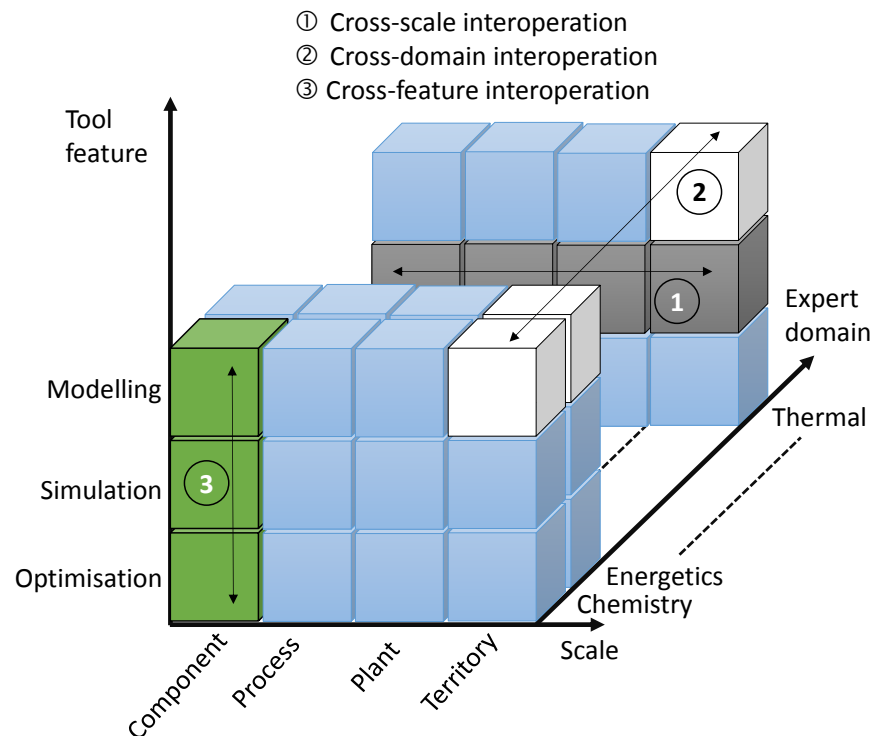 ① Cross-scale interoperation
② Cross-domain interoperation
③ Cross-feature interoperation
Tool
feature
2
1
Expert
domain
Modelling
Thermal
3
Simulation
Optimisation
Energetics
Chemistry
Scale
Component
Process
Plant
Territory